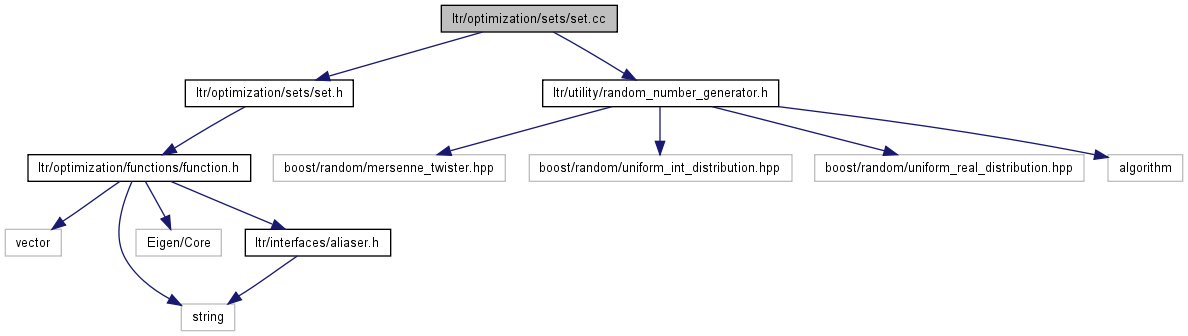 ltr/optimization/sets/set.cc
ltr/optimization/sets/set.h
ltr/utility/random_number_generator.h
ltr/optimization/functions/function.h
boost/random/mersenne_twister.hpp
boost/random/uniform_int_distribution.hpp
boost/random/uniform_real_distribution.hpp
algorithm
vector
Eigen/Core
ltr/interfaces/aliaser.h
string